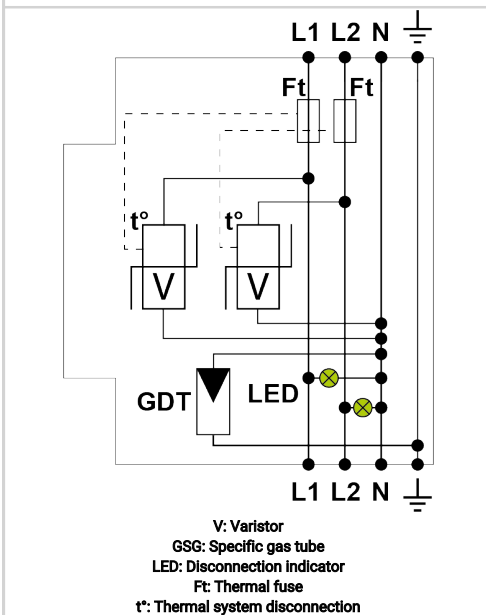 L1 L2 N
Ft Ft
t° t°
V V
GDT LED
L1 L2 N
V: Varistor
GSG: Specific gas tube
LED: Disconnection indicator
Ft: Thermal fuse
t°: Thermal system disconnection